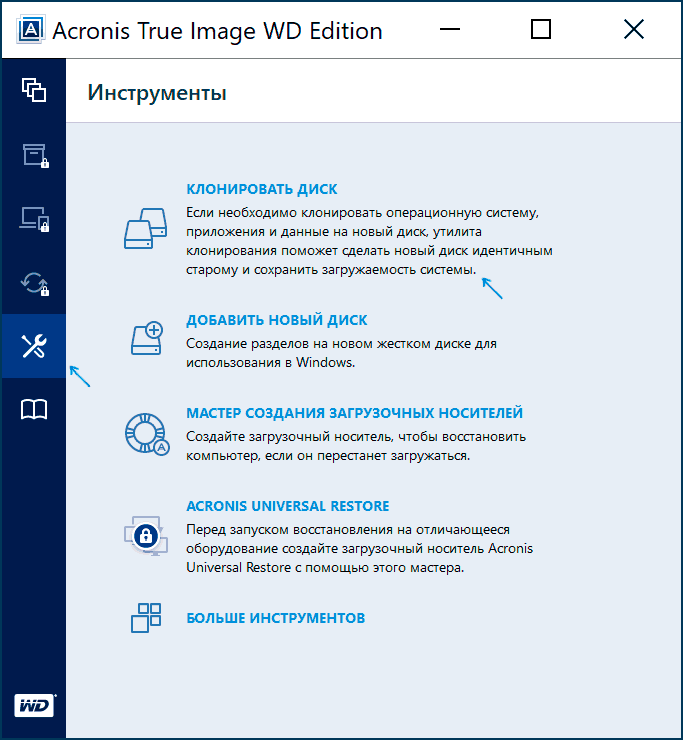 Acronis True Image WD Edition
Инструменты
КЛОНИРОВАТЬ ДИСК
Если необходимо клонировать операционную систему,
приложения и данные на новый диск, утилита
клонирования поможет сделать новый диск идентичным
старому и сохранить загружаемость системы.
ДОБАВИТЬ НОВЫЙ ДИСК
Создание разделов на новом жестком диске для
использования в Windows.
МАСТЕР СОЗДАНИЯ ЗАГРУЗОЧНЫХ НОСИТЕЛЕЙ
Создайте загрузочный носитель, чтобы восстановить
компьютер, если он перестанет загружаться.
ACRONIS UNIVERSAL RESTORE
Перед запуском восстановления на отличающееся
оборудование создайте загрузочный носитель Acronis
Universal Restore с помощью этого мастера.
БОЛЬШЕ ИНСТРУМЕНТОВ
WD